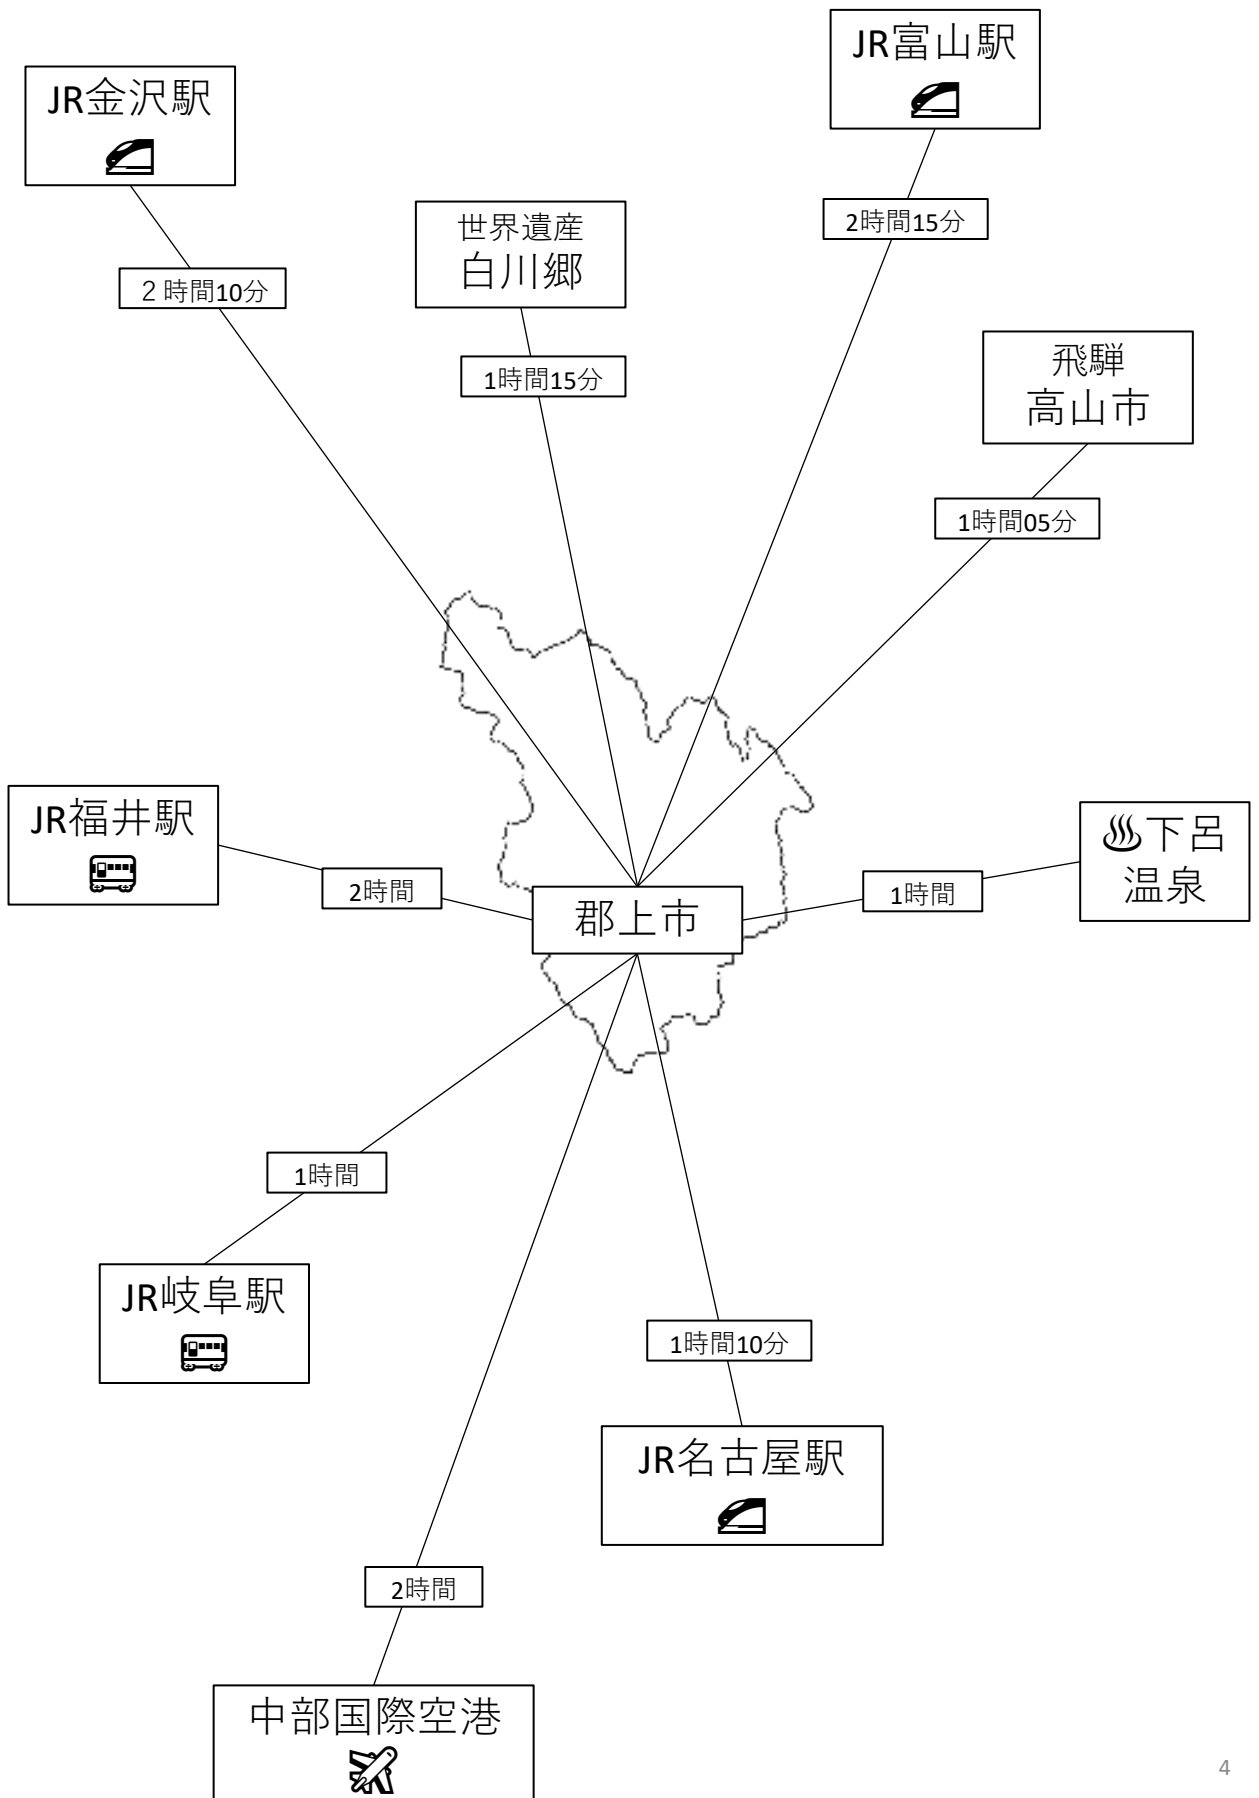 JR富山駅
JR金沢駅
2時間15分
世界遺産
白川郷
２時間10分
1時間15分
飛騨
高山市
1時間05分
JR福井駅
♨下呂
温泉
2時間
1時間
郡上市
1時間
JR岐阜駅
1時間10分
JR名古屋駅
2時間
中部国際空港
4